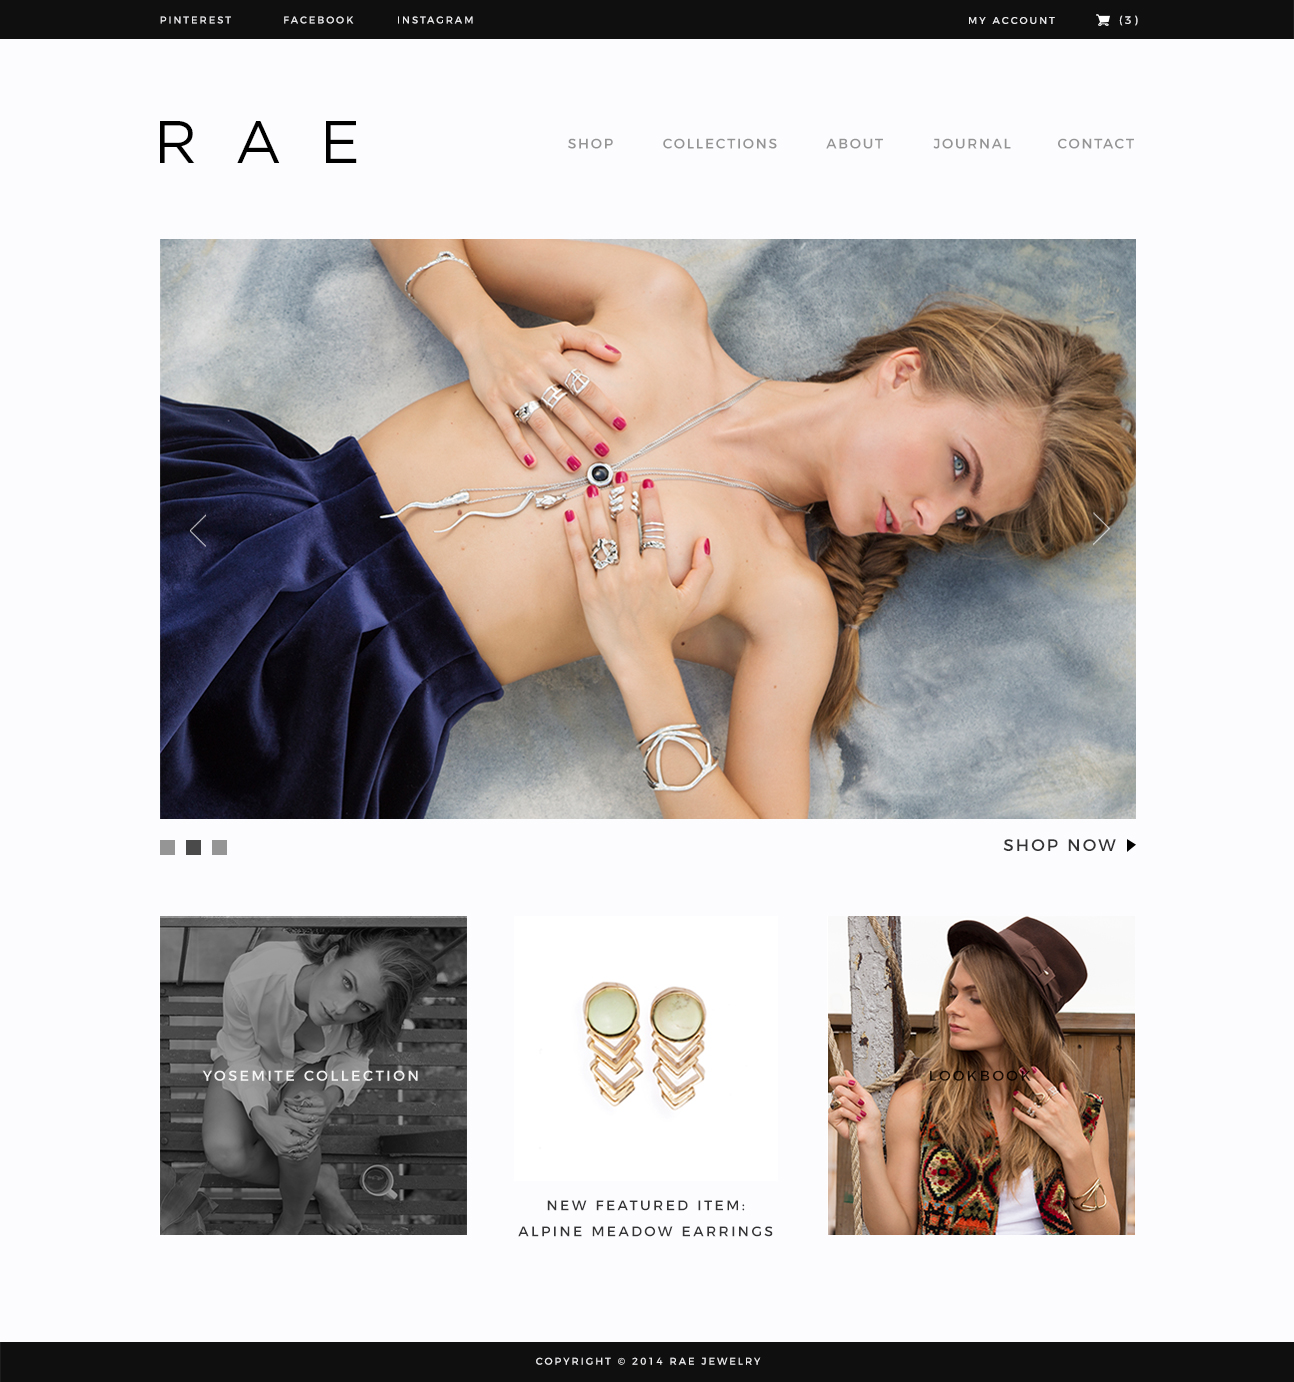 PINTEREST FACEBOOK INSTAGRAM MY ACCOUNT (3)
RAE
SHOP COLLECTIONS ABOUT JOURNAL CONTACT
SHOP NOW
YOSEMITE COLLECTION
LOOKBOOK
NEW FEATURED ITEM:
ALPINE MEADOW EARRINGS
COPYRIGHT © 2014 RAE JEWELRY